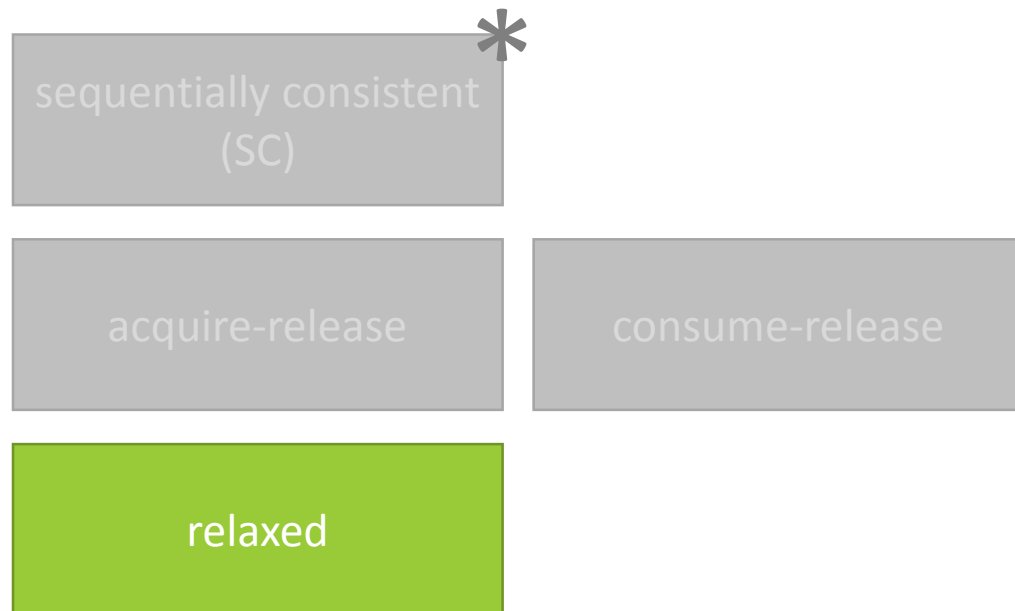 *
sequentially consistent
(SC)
acquire-release
consume-release
relaxed